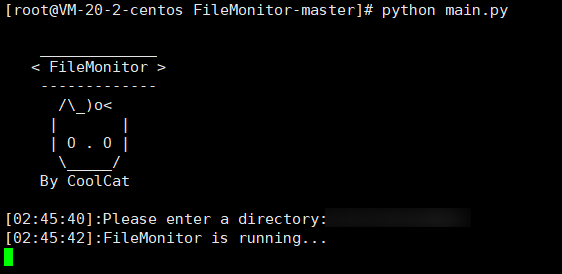 [root@VM-20-2-centos FileMonitor-master]# python main.py
_____________
< FileMonitor >
-------------
/\_)o<
|       |
| O . O |
\_____/
By CoolCat
[02:45:40]:Please enter a directory:
[02:45:42]:FileMonitor is running...